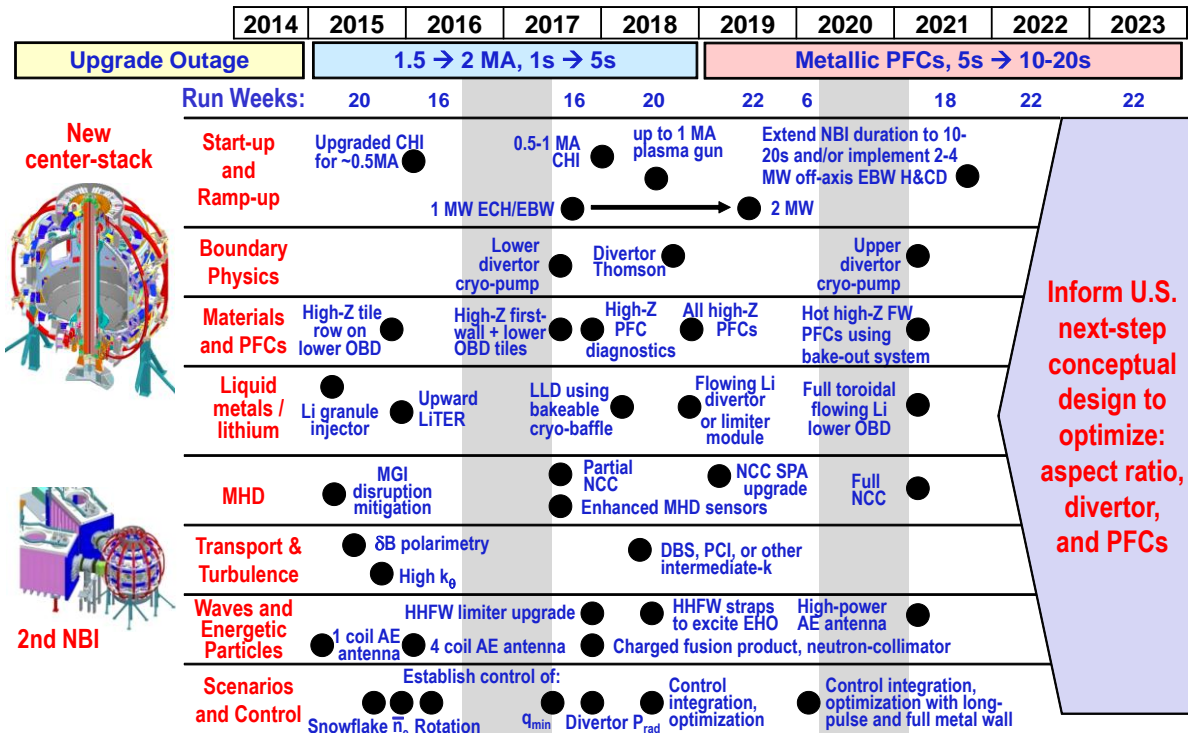 2014 2015 2016 2017 2018 2019 2020 2021 2022 2023
Upgrade Outage
1.5 → 2 MA, 1s → 5s
Metallic PFCs, 5s → 10-20s
Run Weeks: 20 16 16 20 22 6 18 22 22
New
center-stack
2nd NBI
Start-up
and
Ramp-up
Upgraded CHI
for ~0.5MA
0.5-1 MA
CHI
up to 1 MA
plasma gun
Extend NBI duration to 10-
20s and/or implement 2-4
MW off-axis EBW H&CD
1 MW ECH/EBW
2 MW
Boundary
Physics
Lower
divertor
cryo-pump
Divertor
Thomson
Upper
divertor
cryo-pump
Materials
and PFCs
High-Z tile
row on
lower OBD
High-Z first-
wall + lower
OBD tiles
High-Z
PFC
diagnostics
All high-Z
PFCs
Hot high-Z FW
PFCs using
bake-out system
Liquid
metals /
lithium
Li granule
injector
Upward
LiTER
LLD using
bakeable
cryo-baffle
Flowing Li
divertor
or limiter
module
Full toroidal
flowing Li
lower OBD
MHD
MGI
disruption
mitigation
Partial
NCC
Enhanced MHD sensors
NCC SPA
upgrade
Full
NCC
Transport &
Turbulence
δB polarimetry
High kθ
DBS, PCI, or other
intermediate-k
Waves and
Energetic
Particles
1 coil AE
antenna
4 coil AE antenna
HHFW limiter upgrade
HHFW straps
to excite EHO
High-power
AE antenna
Charged fusion product, neutron-collimator
Scenarios
and Control
Establish control of:
Snowflake n̅e Rotation
qmin
Divertor Prad
Control
integration,
optimization
Control integration,
optimization with long-
pulse and full metal wall
Inform U.S.
next-step
conceptual
design to
optimize:
aspect ratio,
divertor,
and PFCs